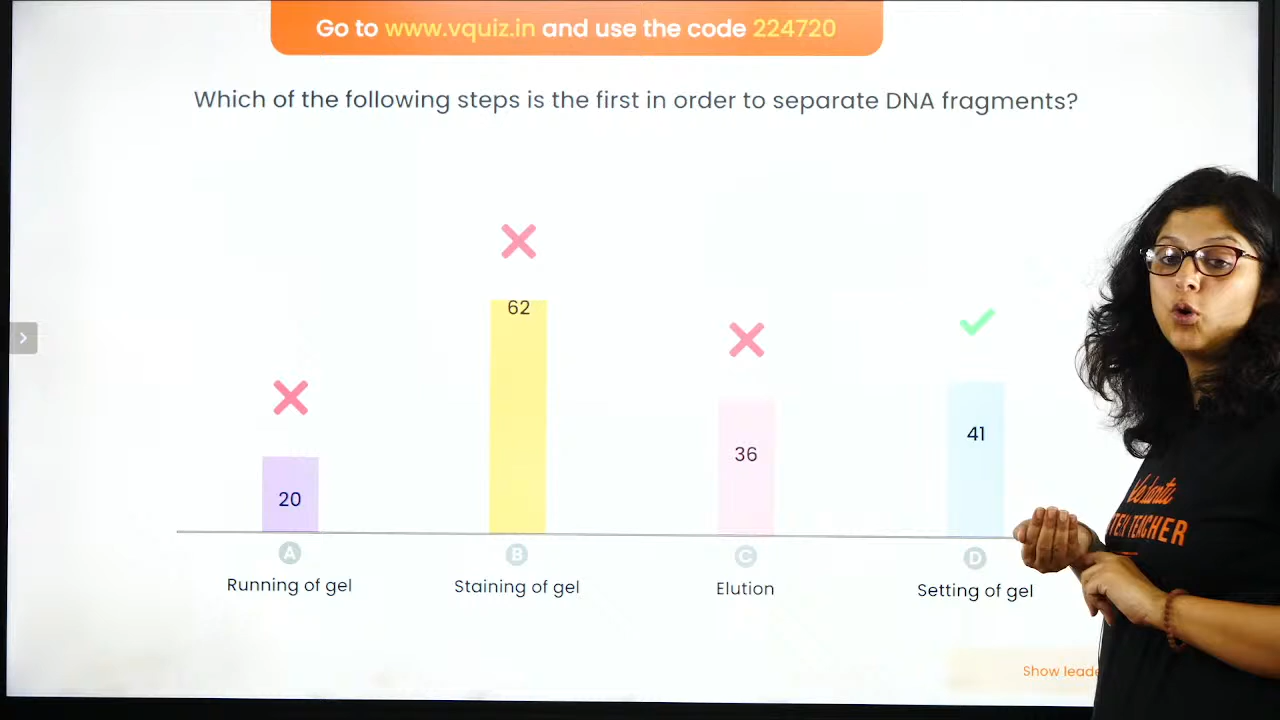 Go to www.vquiz.in and use the code 224720
Which of the following steps is the first in order to separate DNA fragments?
62
41
36
20
A
B
C
D
Running of gel
Staining of gel
Elution
Setting of gel
Show
TEACHER